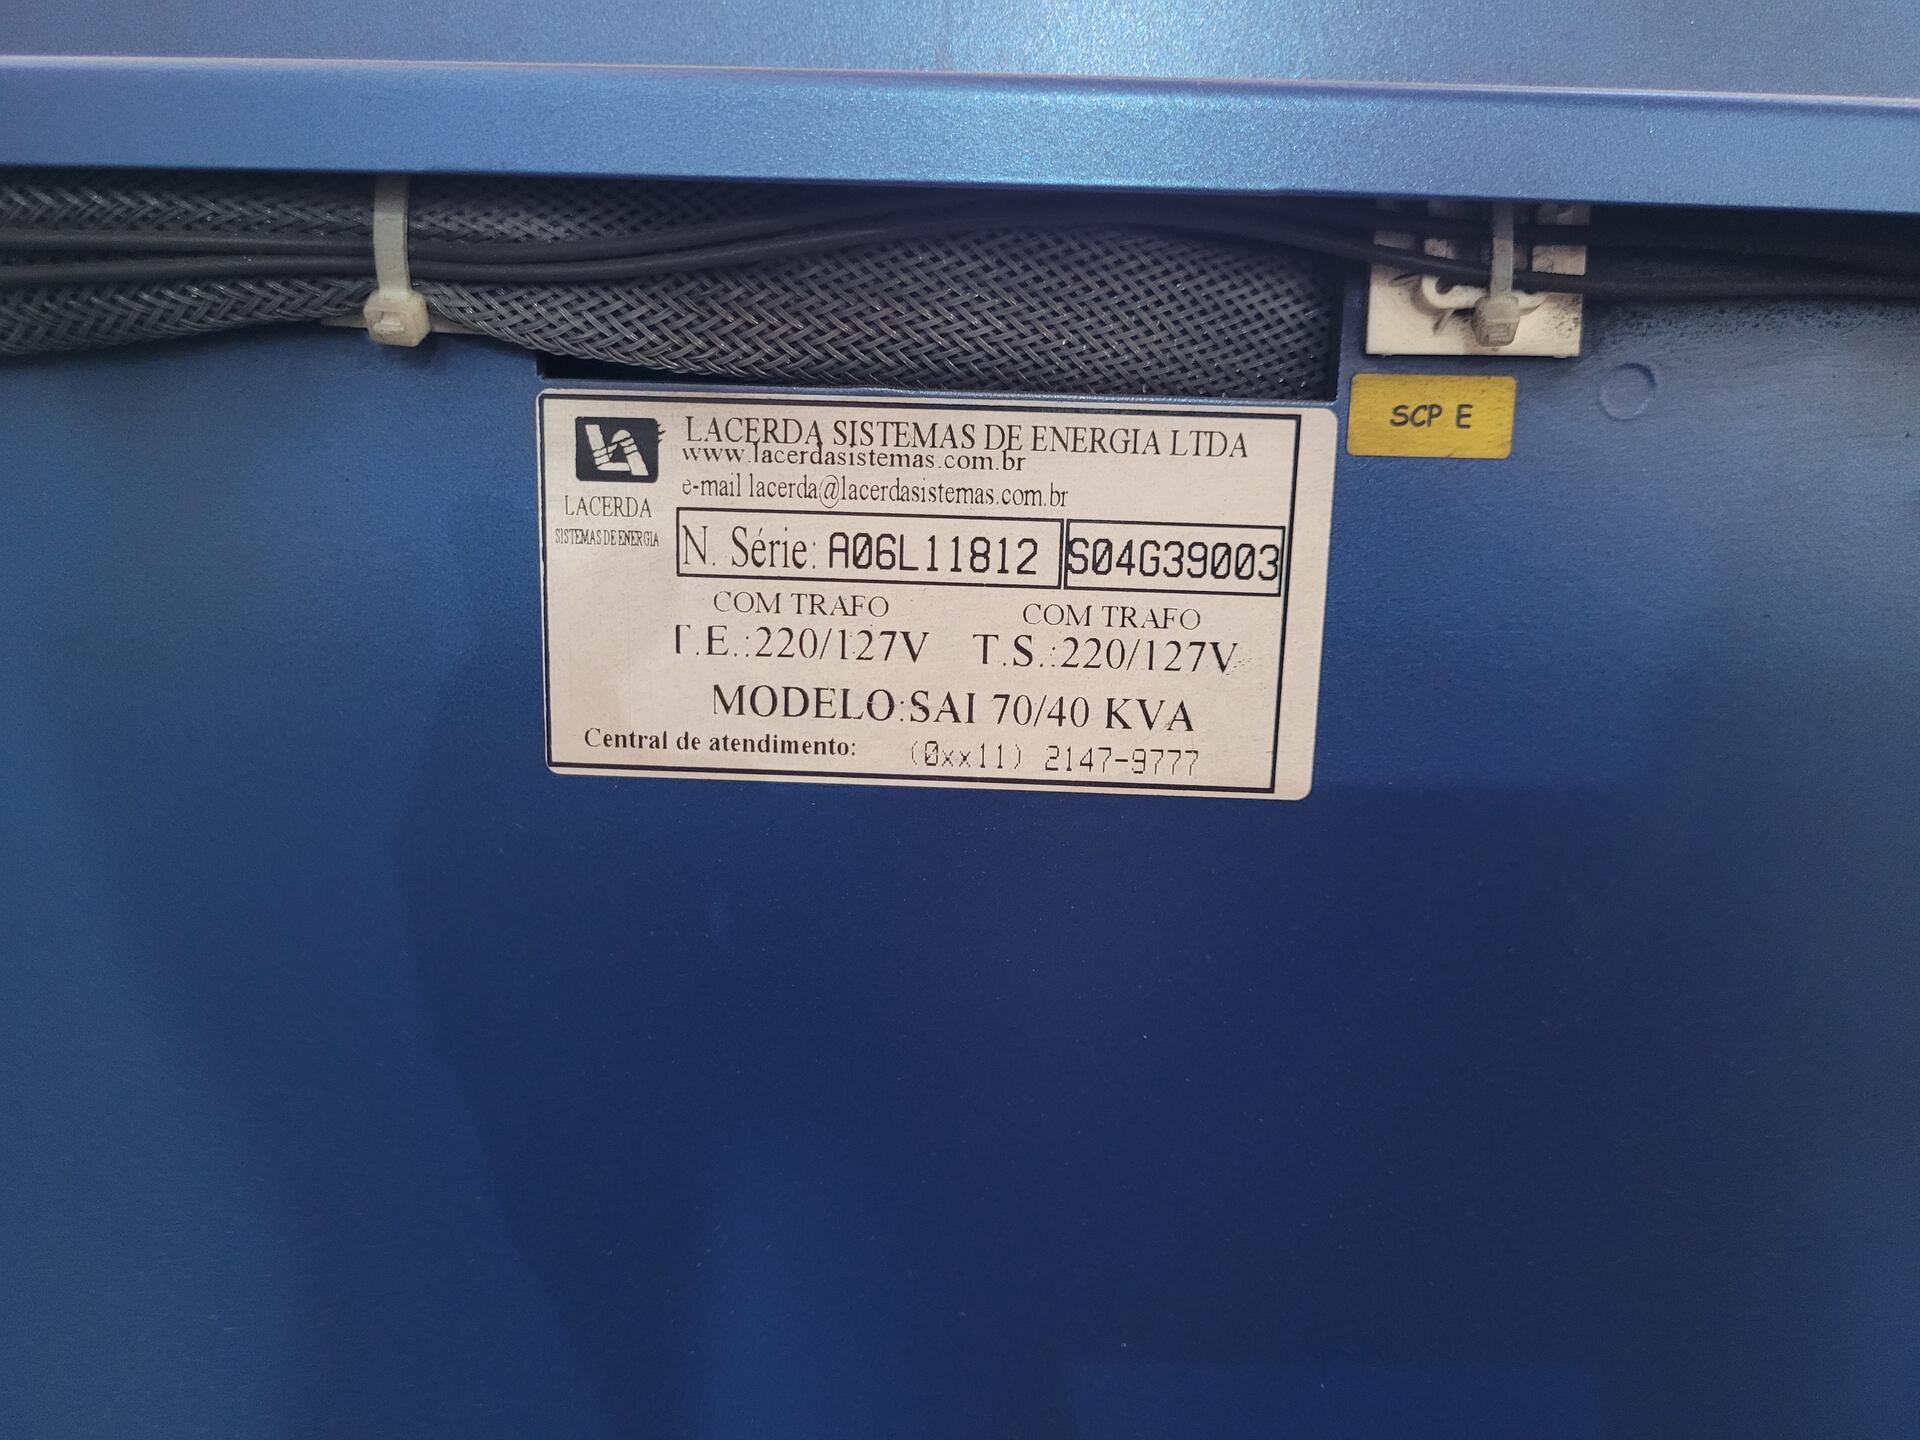 LACERDA SISTEMAS DE ENERGIA LTDA
www.lacerdasistemas.com.br
e-mail lacerda@lacerdasistemas.com.br
LACERDA
SISTEMAS DE ENERGIA
N. Série: A06L11812 S04G39003
COM TRAFO COM TRAFO
T.E.:220/127V T.S.:220/127V
MODELO:SAI 70/40 KVA
Central de atendimento: (0xx11) 2147-9777
SCP E